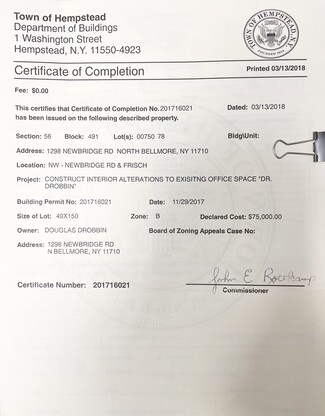 Town of Hempstead
Department of Buildings
1 Washington Street
Hempstead, N.Y. 11550-4923
TOWN OF HEMPSTEAD, N.Y.
Certificate of Completion
Printed 03/13/2018
Fee: $0.00
This certifies that Certificate of Completion No.201716021 Dated: 03/13/2018
has been issued on the following described property.
Section: 56 Block: 491 Lot(s): 00750 78 Bldg\Unit:
Address: 1298 NEWBRIDGE RD NORTH BELLMORE, NY 11710
Location: NW - NEWBRIDGE RD & FRISCH
Project: CONSTRUCT INTERIOR ALTERATIONS TO EXISITNG OFFICE SPACE "DR.
DROBBIN"
Building Permit No: 201716021 Date: 11/29/2017
Size of Lot: 49X150 Zone: B Declared Cost: $75,000.00
Owner: DOUGLAS DROBBIN Board of Zoning Appeals Case No:
Address: 1298 NEWBRIDGE RD
N BELLMORE, NY 11710
Certificate Number: 201716021
John E
Commissioner